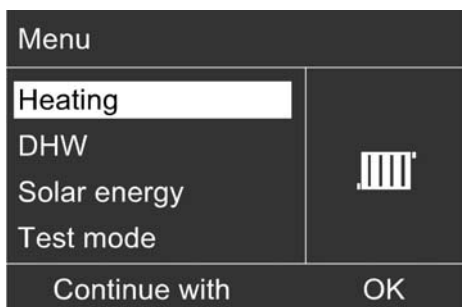 Menu
Heating
DHW
Solar energy
Test mode
Continue with OK